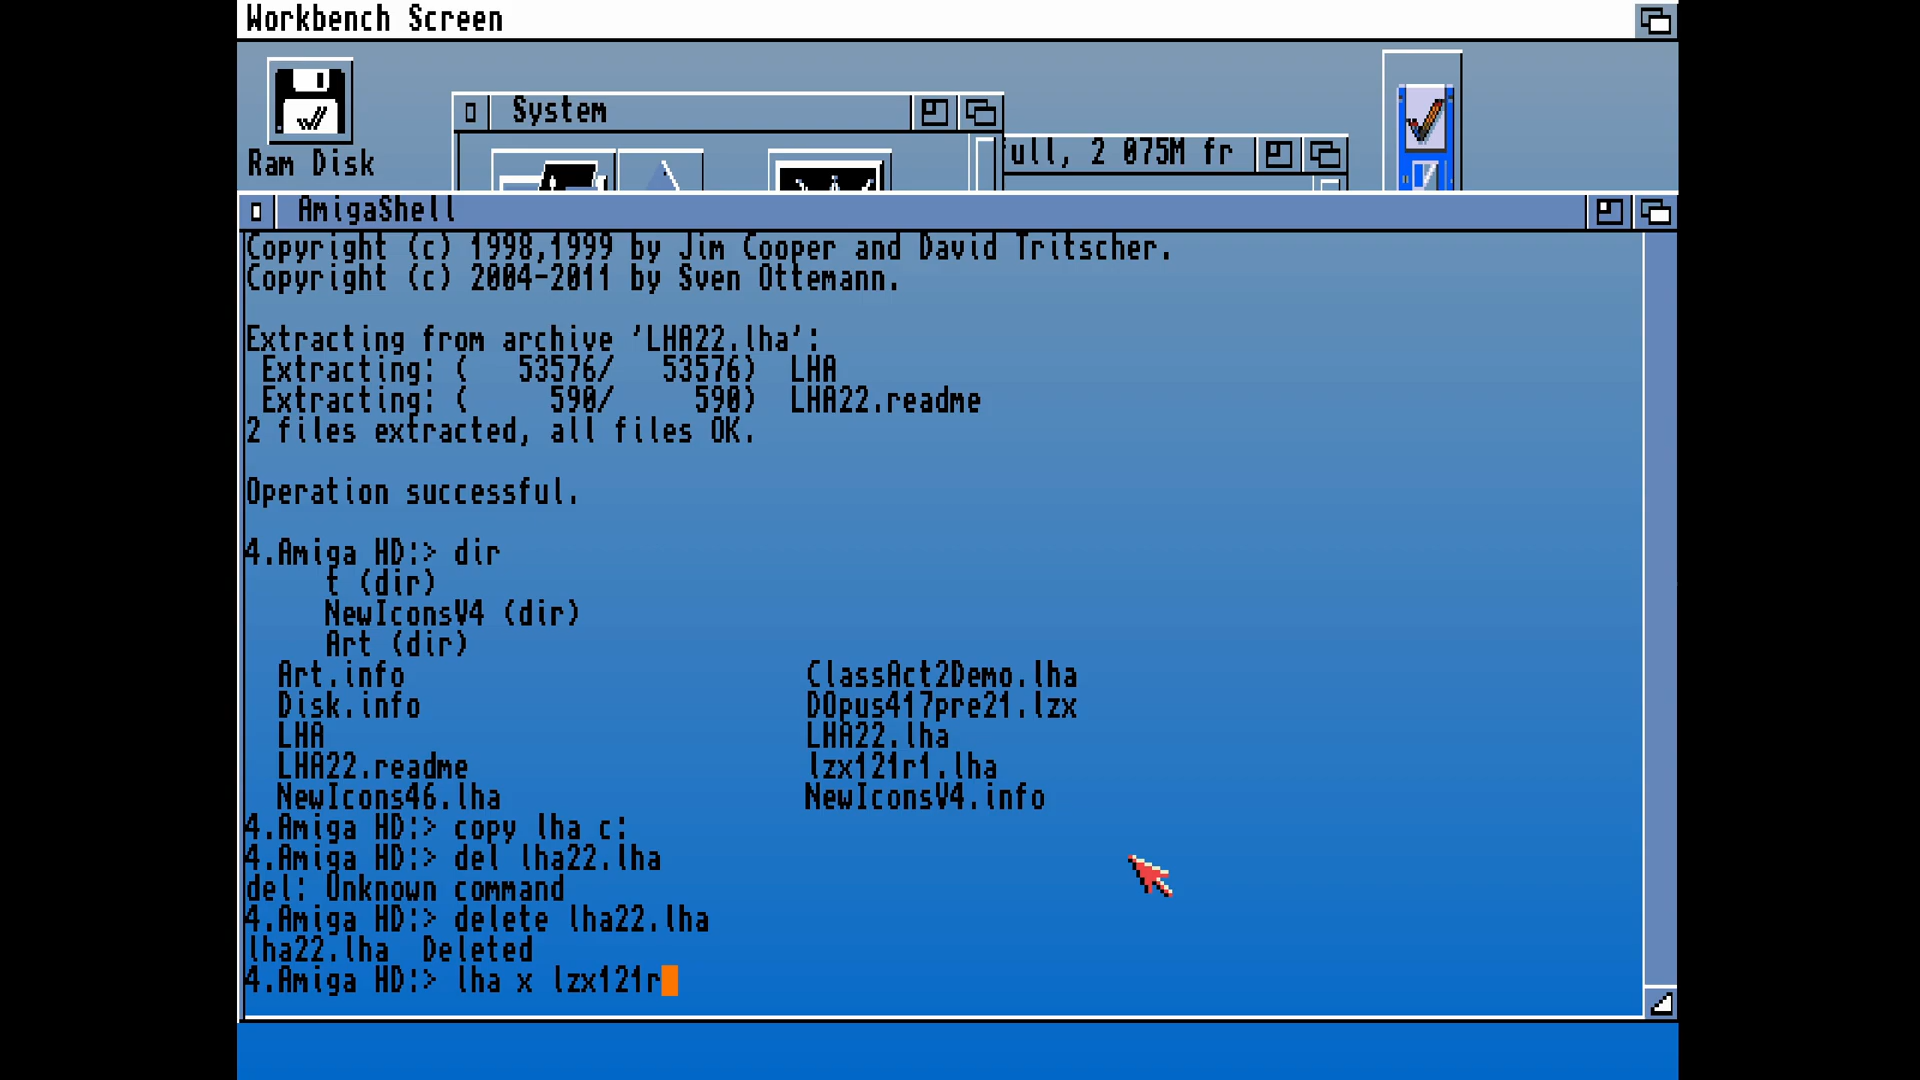 Workbench Screen
System
Ram Disk
ull, 2 075M fr
AmigaShell
Copyright (c) 1998,1999 by Jim Cooper and David Tritscher.
Copyright (c) 2004-2011 by Sven Ottemann.
Extracting from archive 'LHA22.lha':
Extracting: (   53576/   53576)  LHA
Extracting: (     590/     590)  LHA22.readme
2 files extracted, all files OK.
Operation successful.
4.Amiga HD:> dir
t (dir)
NewIconsV4 (dir)
Art (dir)
Art.info ClassAct2Demo.lha
Disk.info DOpus417pre21.lzx
LHA LHA22.lha
LHA22.readme lzx121r1.lha
NewIcons46.lha NewIconsV4.info
4.Amiga HD:> copy lha c:
4.Amiga HD:> del lha22.lha
del: Unknown command
4.Amiga HD:> delete lha22.lha
lha22.lha  Deleted
4.Amiga HD:> lha x lzx121r